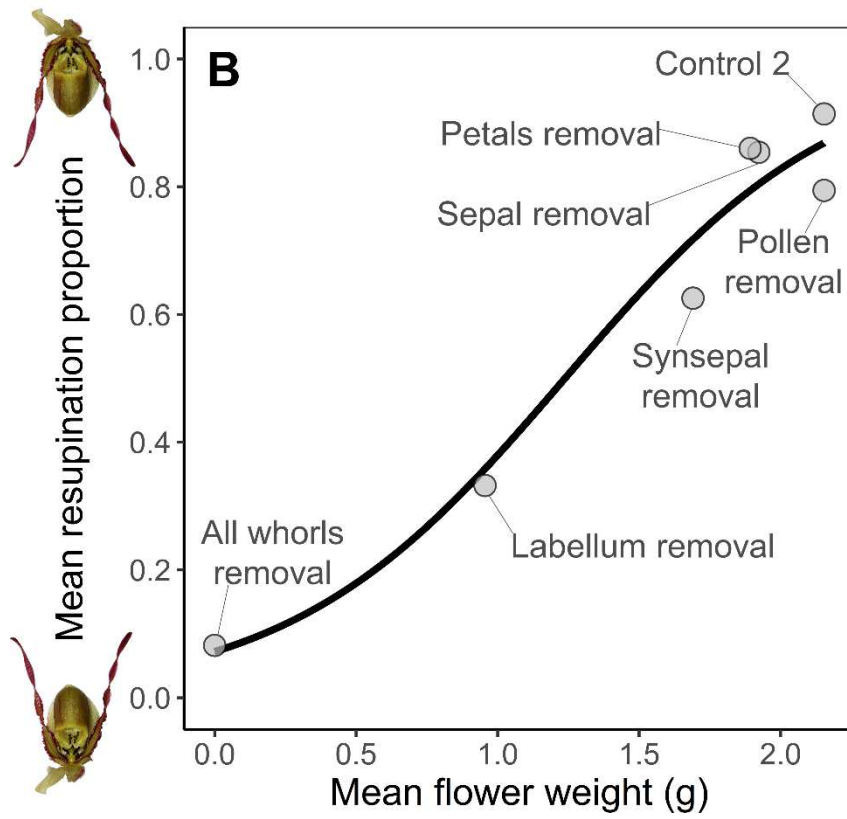 B
Control 2
Petals removal
Sepal removal
Pollen
removal
Synsepal
removal
Labellum removal
All whorls
removal
Mean resupination proportion
1.0
0.8
0.6
0.4
0.2
0.0
0.0 0.5 1.0 1.5 2.0
Mean flower weight (g)